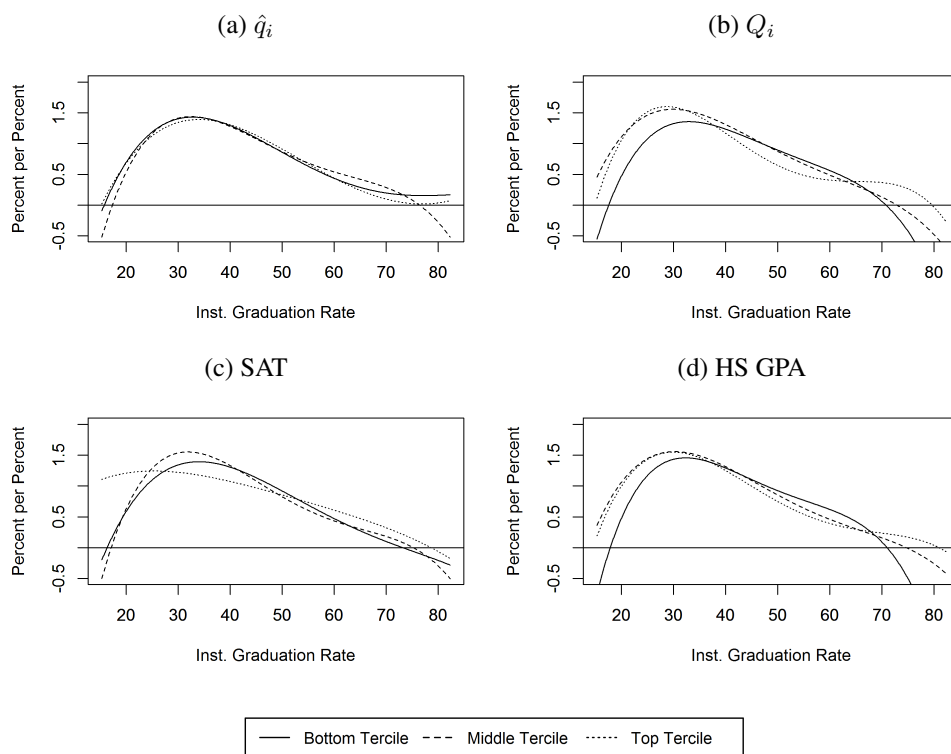 (a) q̂ᵢ
(b) Qᵢ
Percent per Percent
-0.5 0.5 1.5
20 30 40 50 60 70 80
Inst. Graduation Rate
Percent per Percent
-0.5 0.5 1.5
20 30 40 50 60 70 80
Inst. Graduation Rate
(c) SAT
(d) HS GPA
Percent per Percent
-0.5 0.5 1.5
20 30 40 50 60 70 80
Inst. Graduation Rate
Percent per Percent
-0.5 0.5 1.5
20 30 40 50 60 70 80
Inst. Graduation Rate
Bottom Tercile Middle Tercile Top Tercile